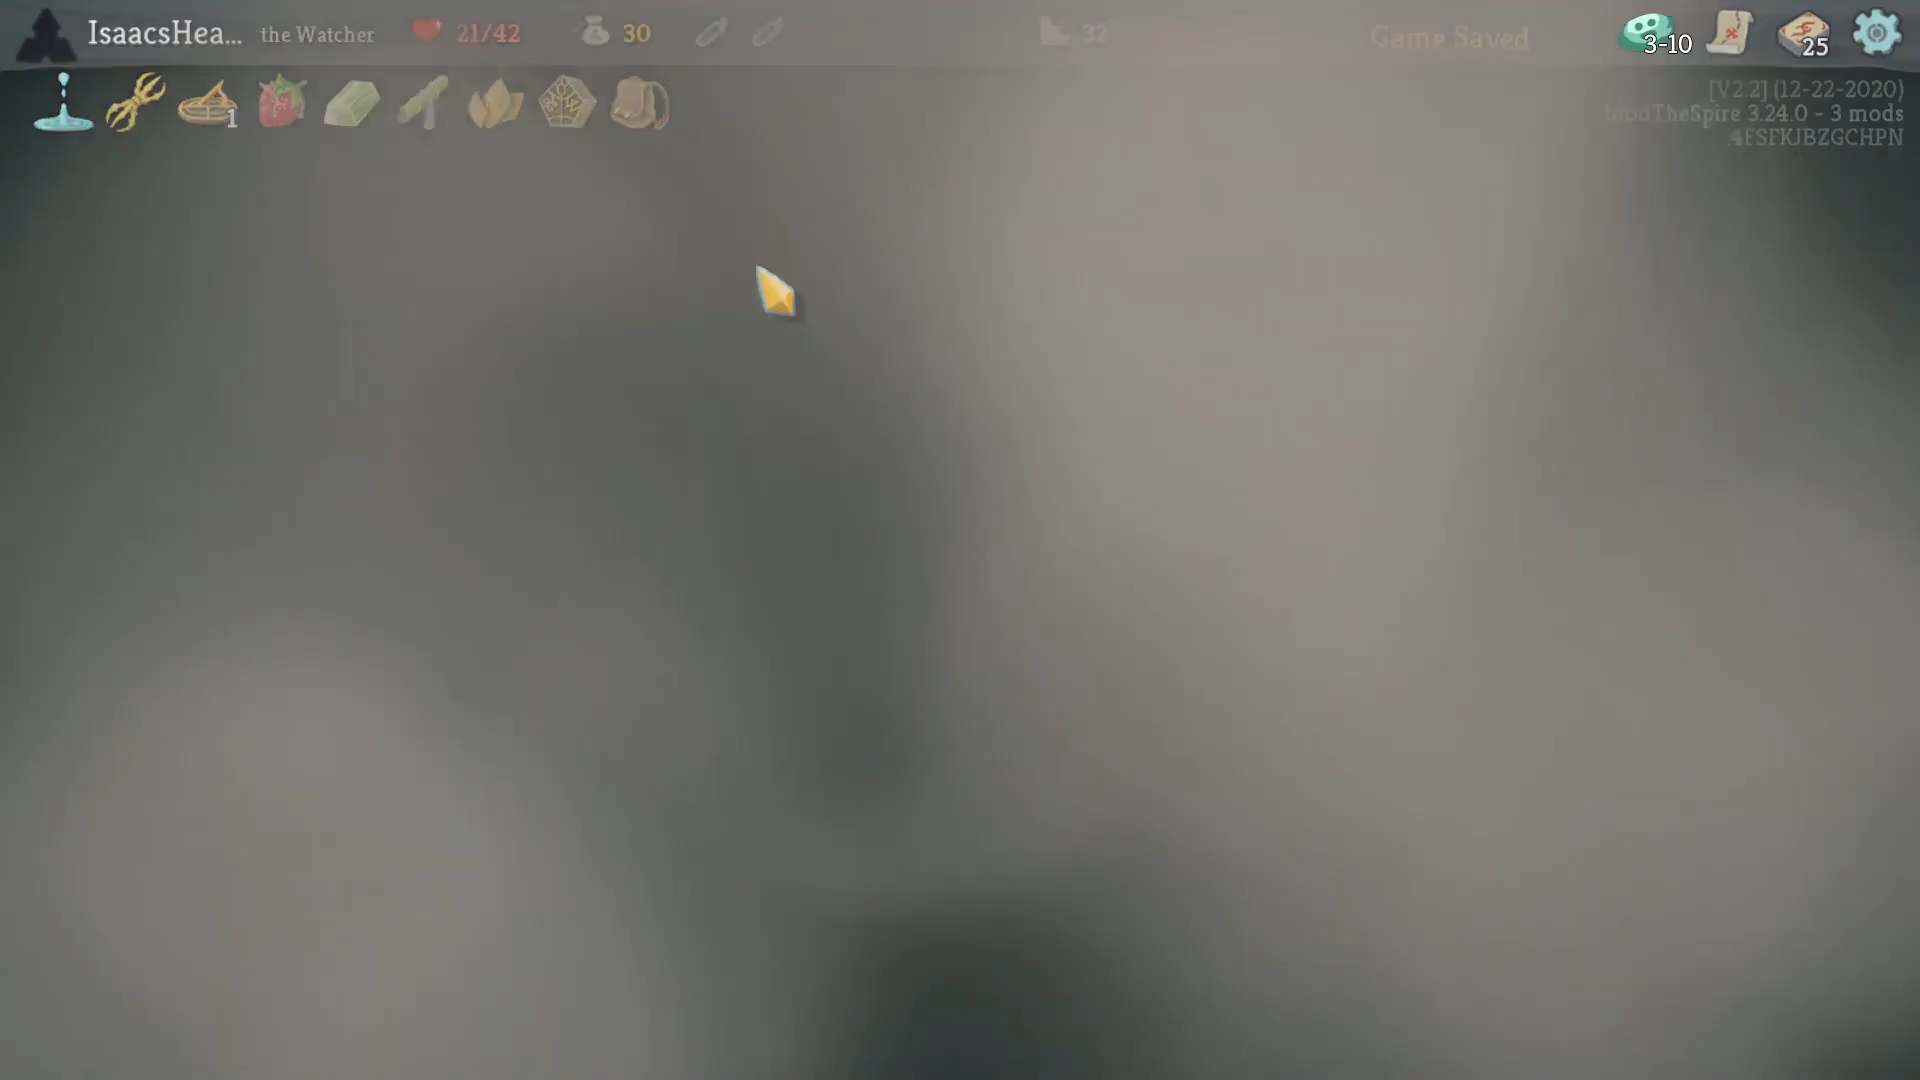 IsaacsHea... the Watcher 21/42 30 32 Game Saved 3-10 25
1
[V2.2] (12-22-2020)
ModTheSpire 3.24.0 - 3 mods
4FSFKJBZGCHPN